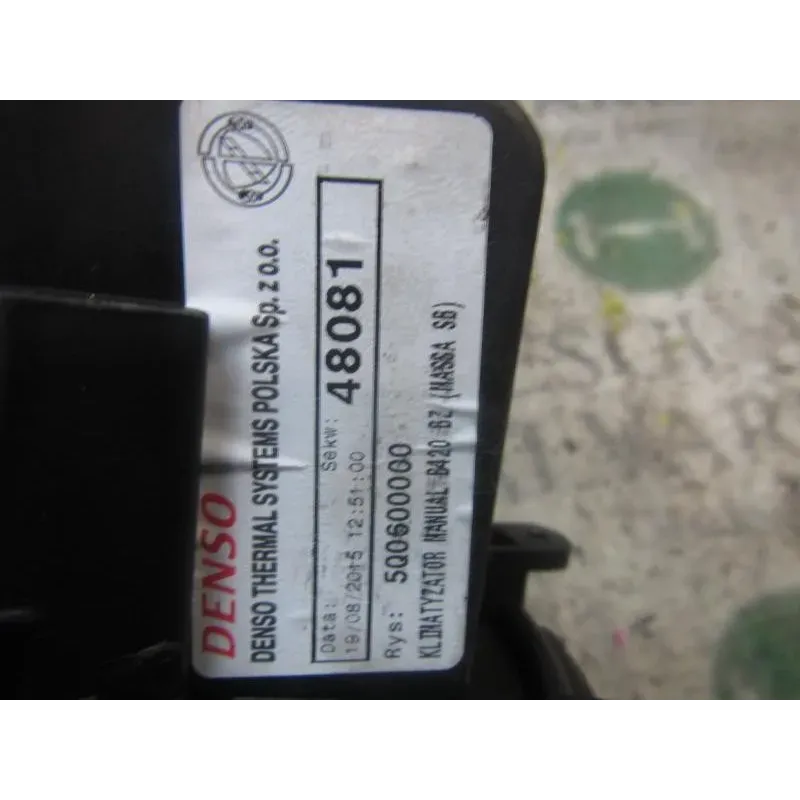 DENSO
DENSO THERMAL SYSTEMS POLSKA Sp. z o.o.
Data: Sekw:
19/08/2015 12:51:00 48081
Rys: 5Q0600000
KLIMATYZATOR MANUAL B420 BZ (MASSA SB)